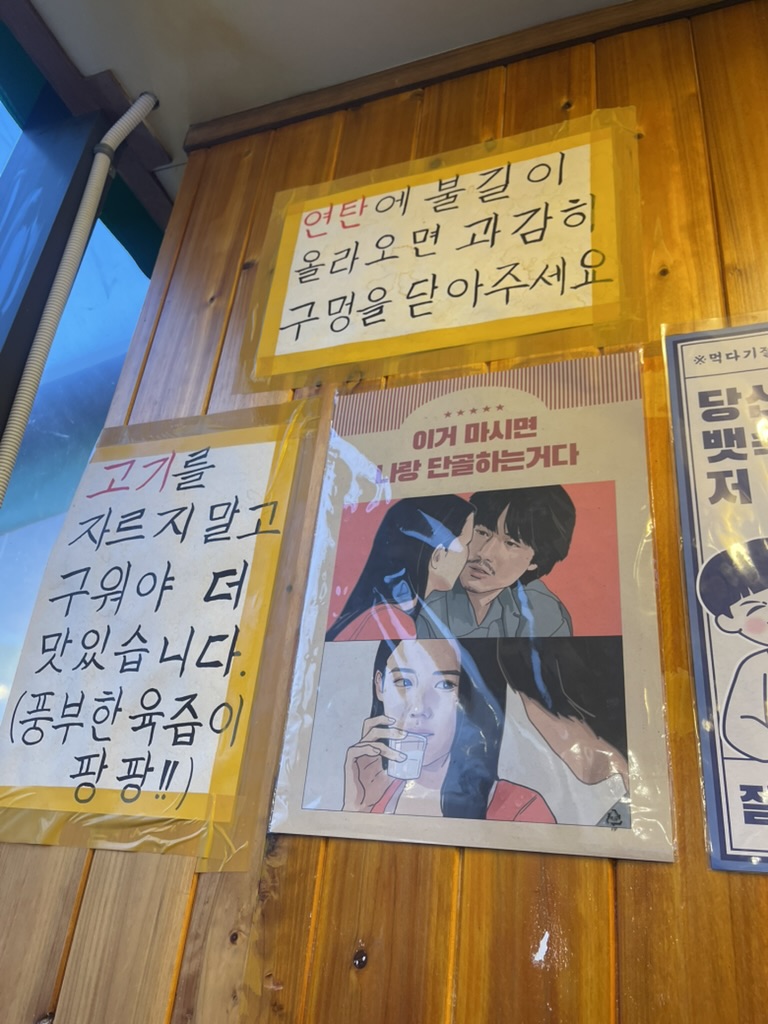 연탄에 불길이
올라오면 과감히
구멍을 닫아주세요
고기를
자르지말고
구워야 더
맛있습니다.
(풍부한 육즙이
팡팡!!)
★★★★★
이거 마시면
나랑 단골하는거다
※먹다기절
당신
뱃
저